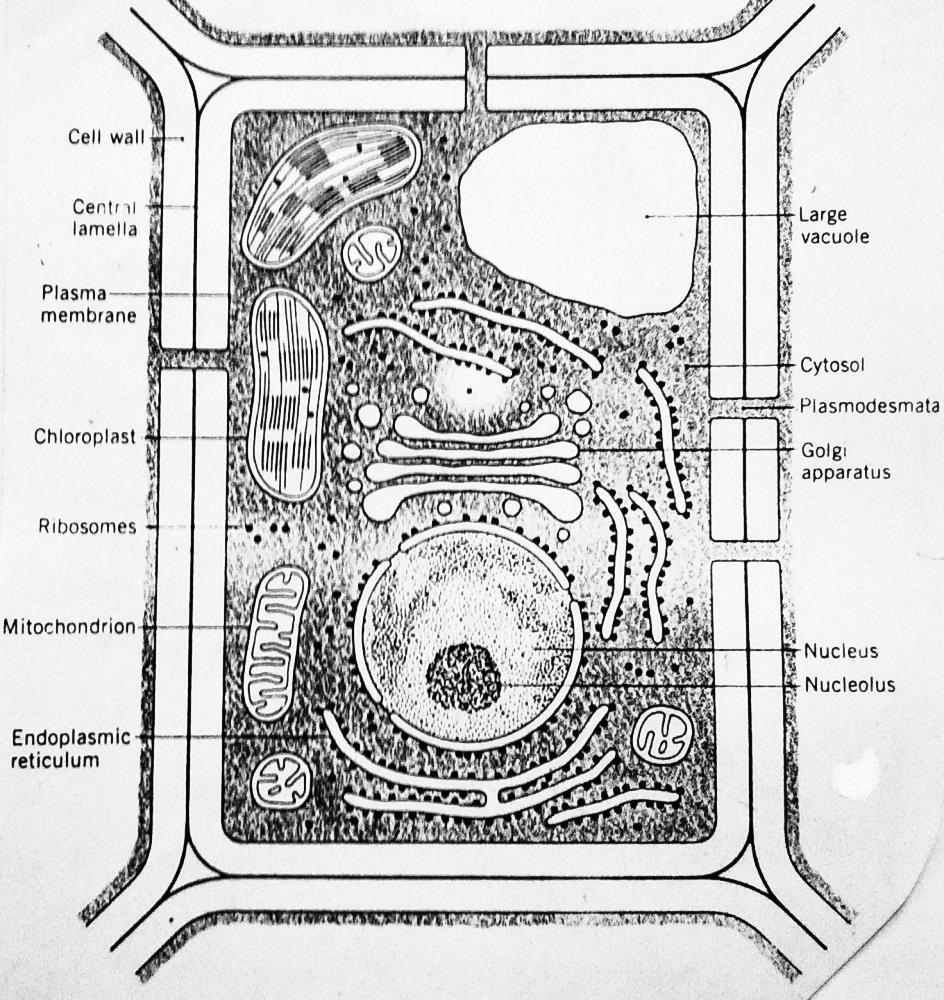 Cell wall
Central
lamella
Plasma
membrane
Chloroplast
Ribosomes
Mitochondrion
Endoplasmic
reticulum
Large
vacuole
Cytosol
Plasmodesmata
Golgi
apparatus
Nucleus
Nucleolus